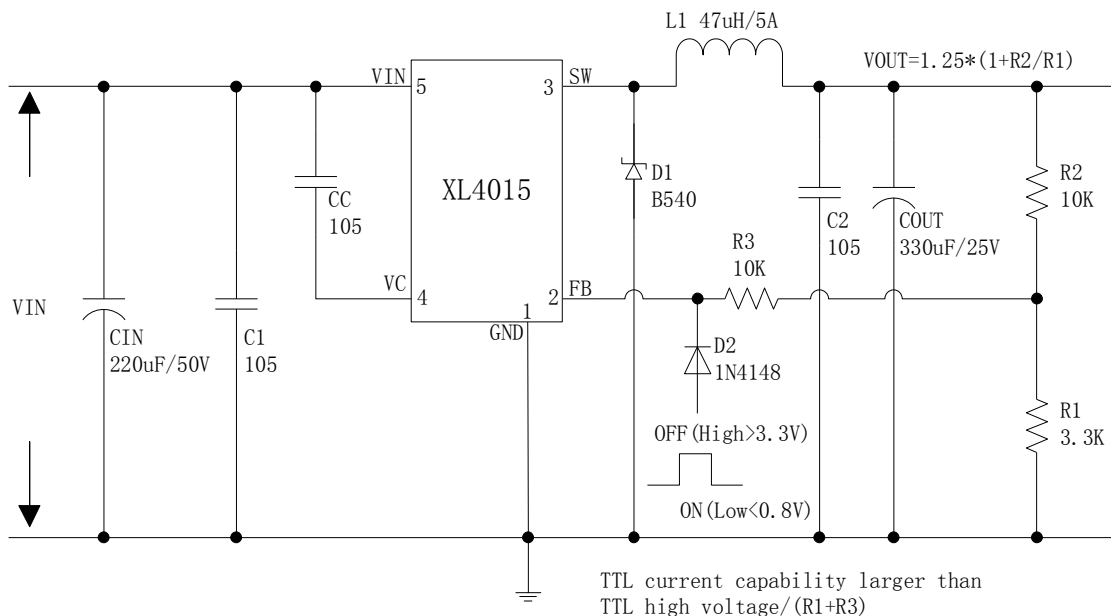 L1 47uH/5A
VOUT=1.25*(1+R2/R1)
VIN
5
3
SW
XL4015
CC
105
D1
B540
R2
10K
C2
105
COUT
330uF/25V
R3
10K
VC
4
2
FB
1
GND
VIN
CIN
220uF/50V
C1
105
D2
1N4148
R1
3.3K
OFF(High>3.3V)
ON(Low<0.8V)
TTL current capability larger than
TTL high voltage/(R1+R3)